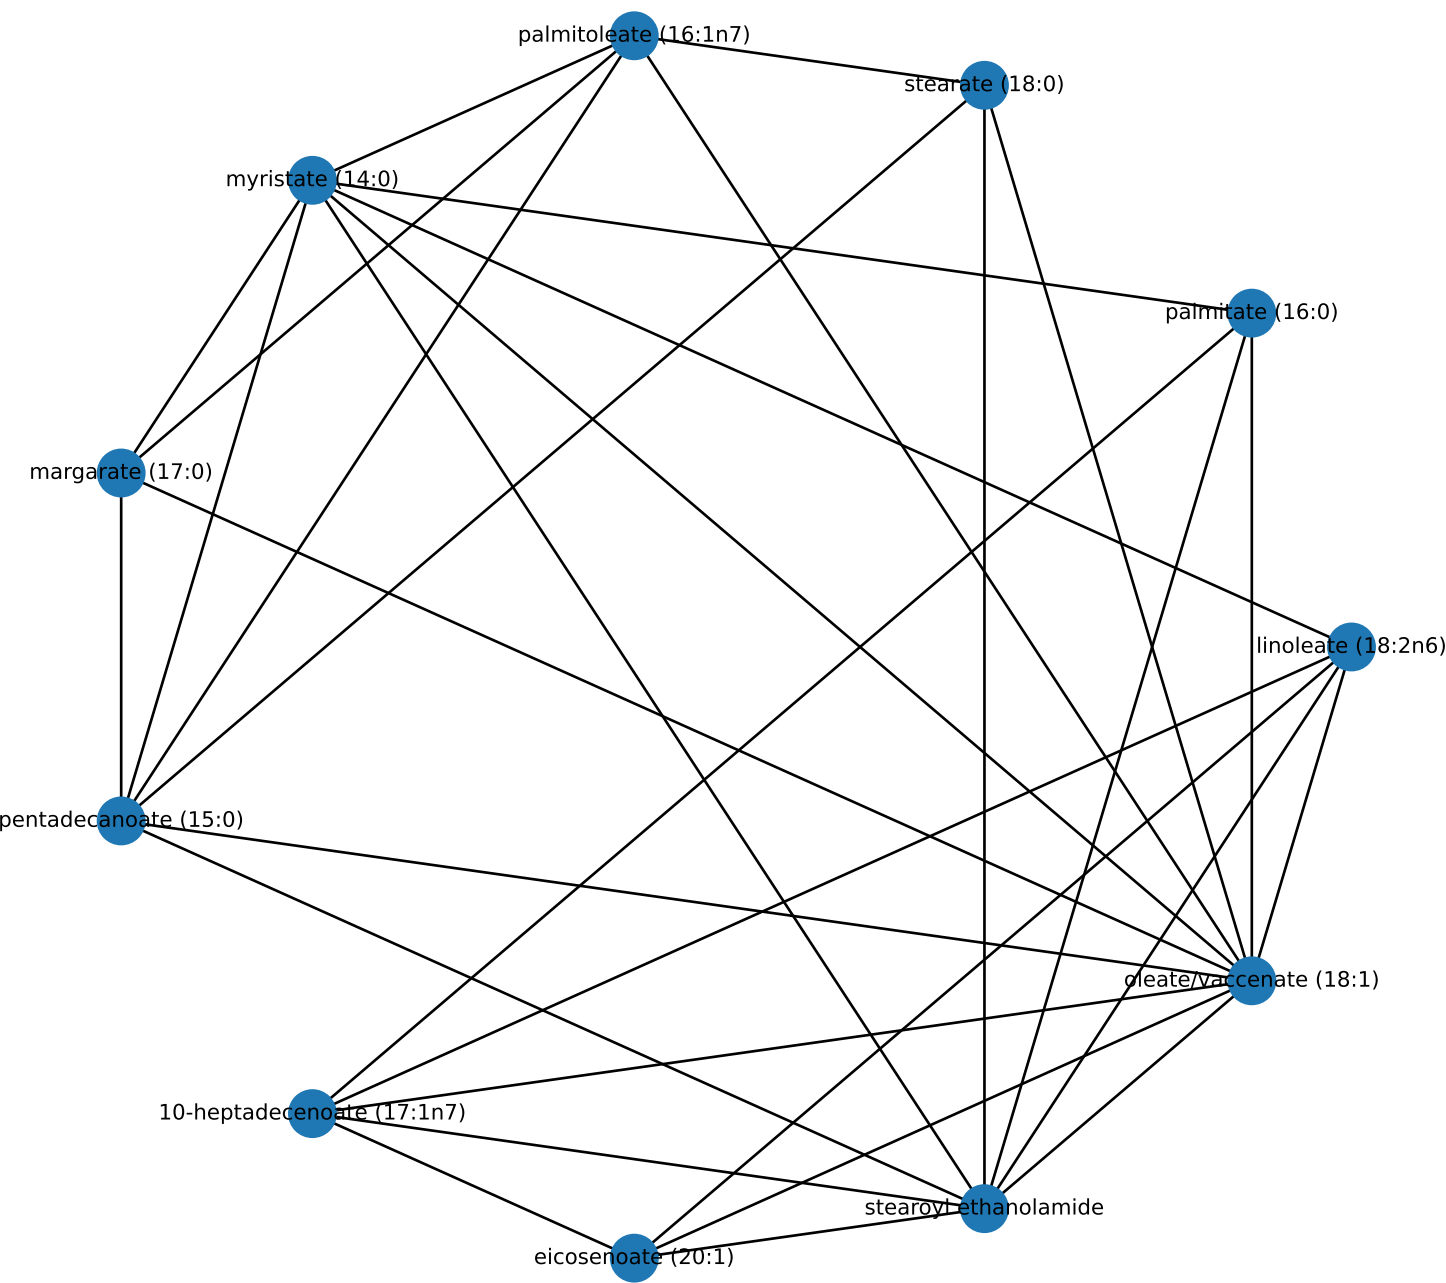 palmitoleate (16:1n7)
stearate (18:0)
myristate (14:0)
palmitate (16:0)
margarate (17:0)
linoleate (18:2n6)
pentadecanoate (15:0)
oleate/vaccenate (18:1)
10-heptadecenoate (17:1n7)
stearoyl ethanolamide
eicosenoate (20:1)